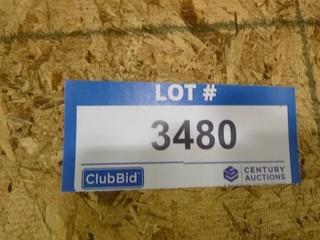 LOT #
3480
ClubBid
CENTURY
AUCTIONS